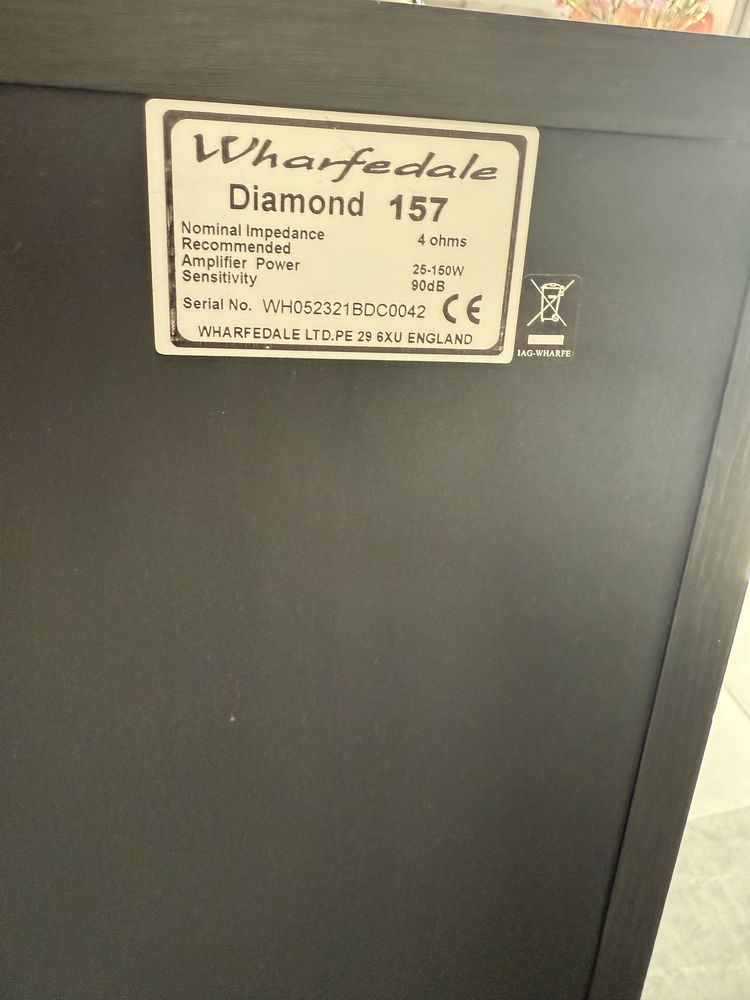 Wharfedale
Diamond 157
Nominal Impedance 4 ohms
Recommended
Amplifier Power 25-150W
Sensitivity 90dB
Serial No. WH052321BDC0042 CE
WHARFEDALE LTD.PE 29 6XU ENGLAND
IAG-WHARFE